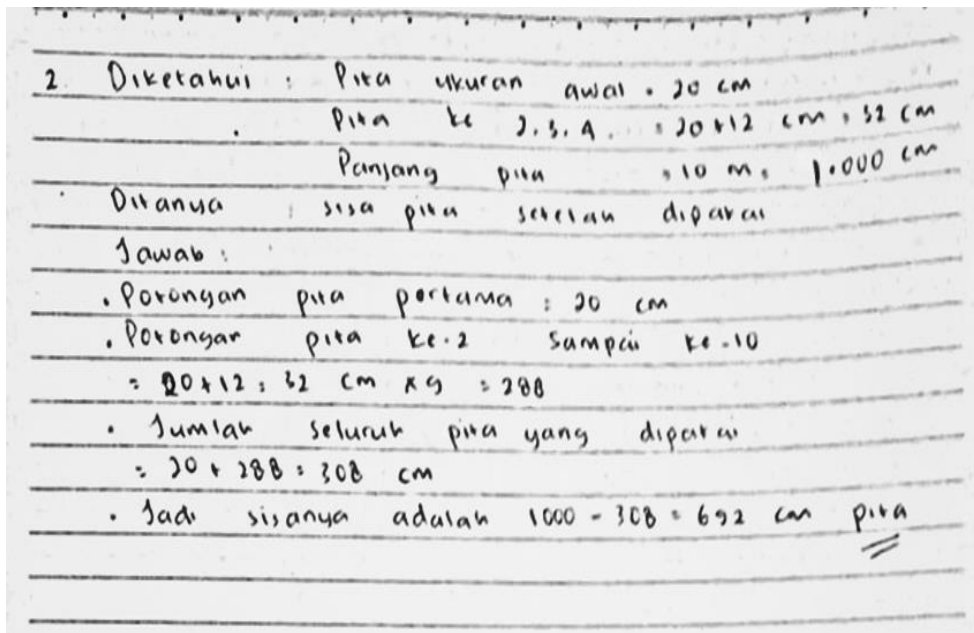 2. Diketahui : Pita ukuran awal = 20 cm
Pita ke 2.3.4. = 20 + 12 cm = 32 cm
Panjang pita = 10 m = 1.000 cm
Ditanya : sisa pita setelah dipakai
Jawab :
• Potongan pita pertama = 20 cm
• Potongan pita ke-2 sampai ke-10
= 20 + 12 = 32 cm x 9 = 288
• Jumlah seluruh pita yang dipakai
= 20 + 288 = 308 cm
• Jadi sisanya adalah 1000 - 308 = 692 cm pita